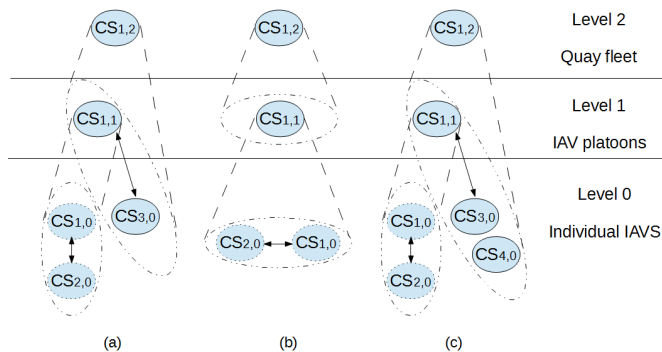 CS1,2 CS1,2 CS1,2 Level 2
Quay fleet
CS1,1 CS1,1 CS1,1 Level 1
IAV platoons
CS1,0 CS3,0 CS2,0 CS1,0 CS1,0 CS3,0 Level 0
Individual IAVS
CS2,0 CS2,0 CS4,0
(a) (b) (c)